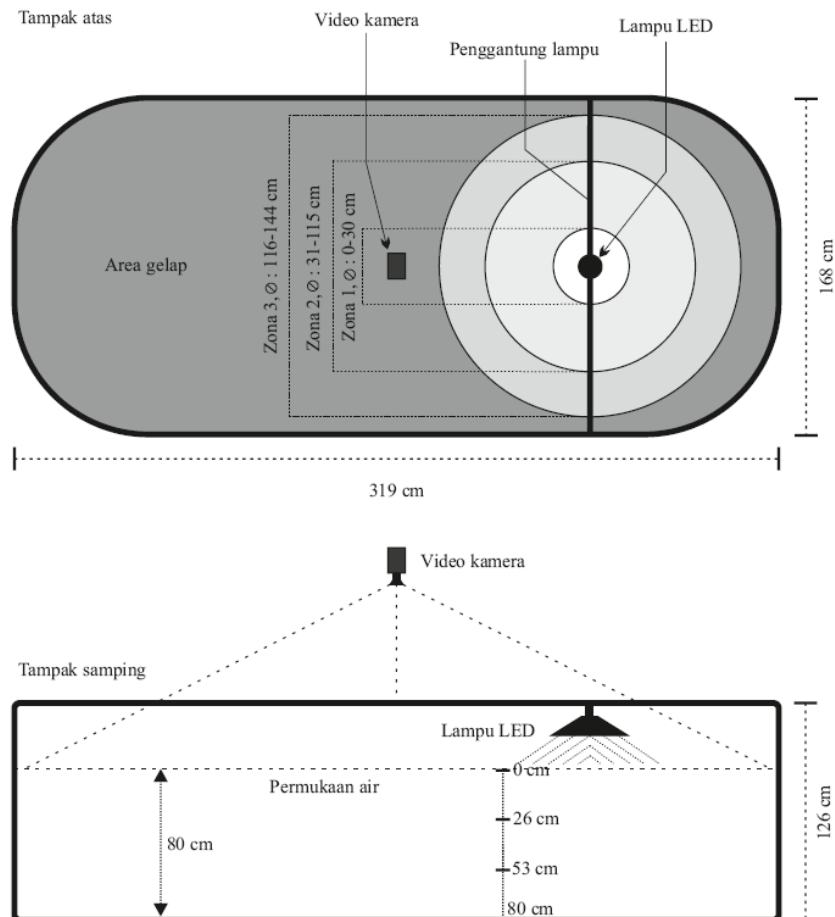 Tampak atas
Video kamera
Lampu LED
Penggantung lampu
Area gelap
Zona 3,∅ : 116-144 cm
Zona 2,∅ : 31-115 cm
Zona 1,∅ : 0-30 cm
168 cm
319 cm
Video kamera
Tampak samping
Lampu LED
0 cm
Permukaan air
26 cm
80 cm
53 cm
80 cm
126 cm